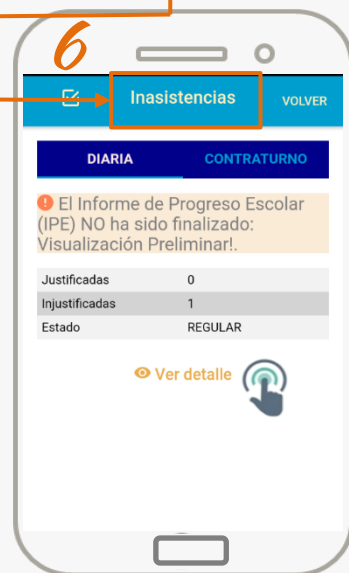 6
Inasistencias VOLVER
DIARIA CONTRATURNO
El Informe de Progreso Escolar
(IPE) NO ha sido finalizado:
Visualización Preliminar!.
Justificadas 0
Injustificadas 1
Estado REGULAR
Ver detalle